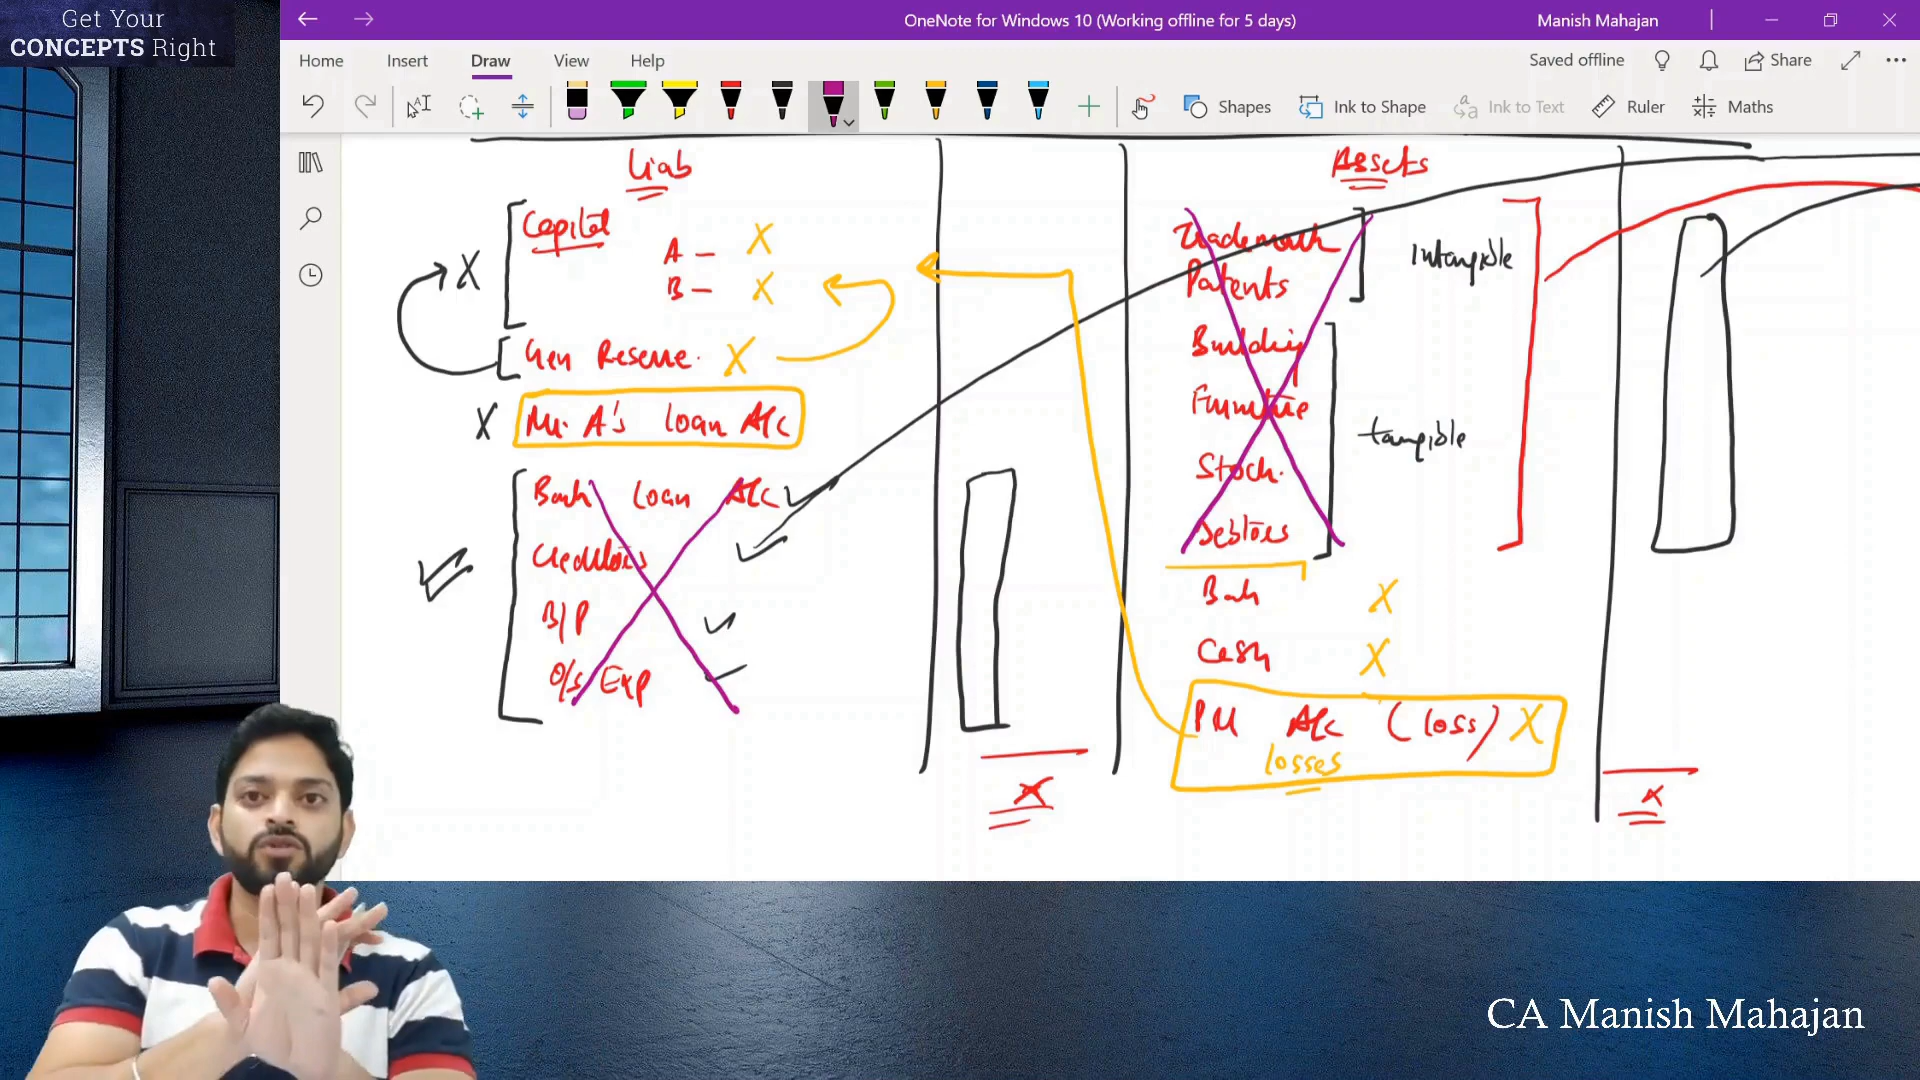 Get Your
CONCEPTS Right
OneNote for Windows 10 (Working offline for 5 days)
Manish Mahajan
Home Insert Draw View Help
Saved offline
Share
Shapes
Ink to Shape
Ink to Text
Ruler
Maths
Liab
Assets
Capital
A - X
B - X
X
Gen Reserve. X
X Mr. A's loan A/c
Bank loan A/c
Creditors
B/P
O/s Exp
X
Trademark
Patents
Intangible
Building
Furniture
tangible
Stock.
Debtors
Bank X
Cash X
P&L A/c (loss) X
losses
X
CA Manish Mahajan